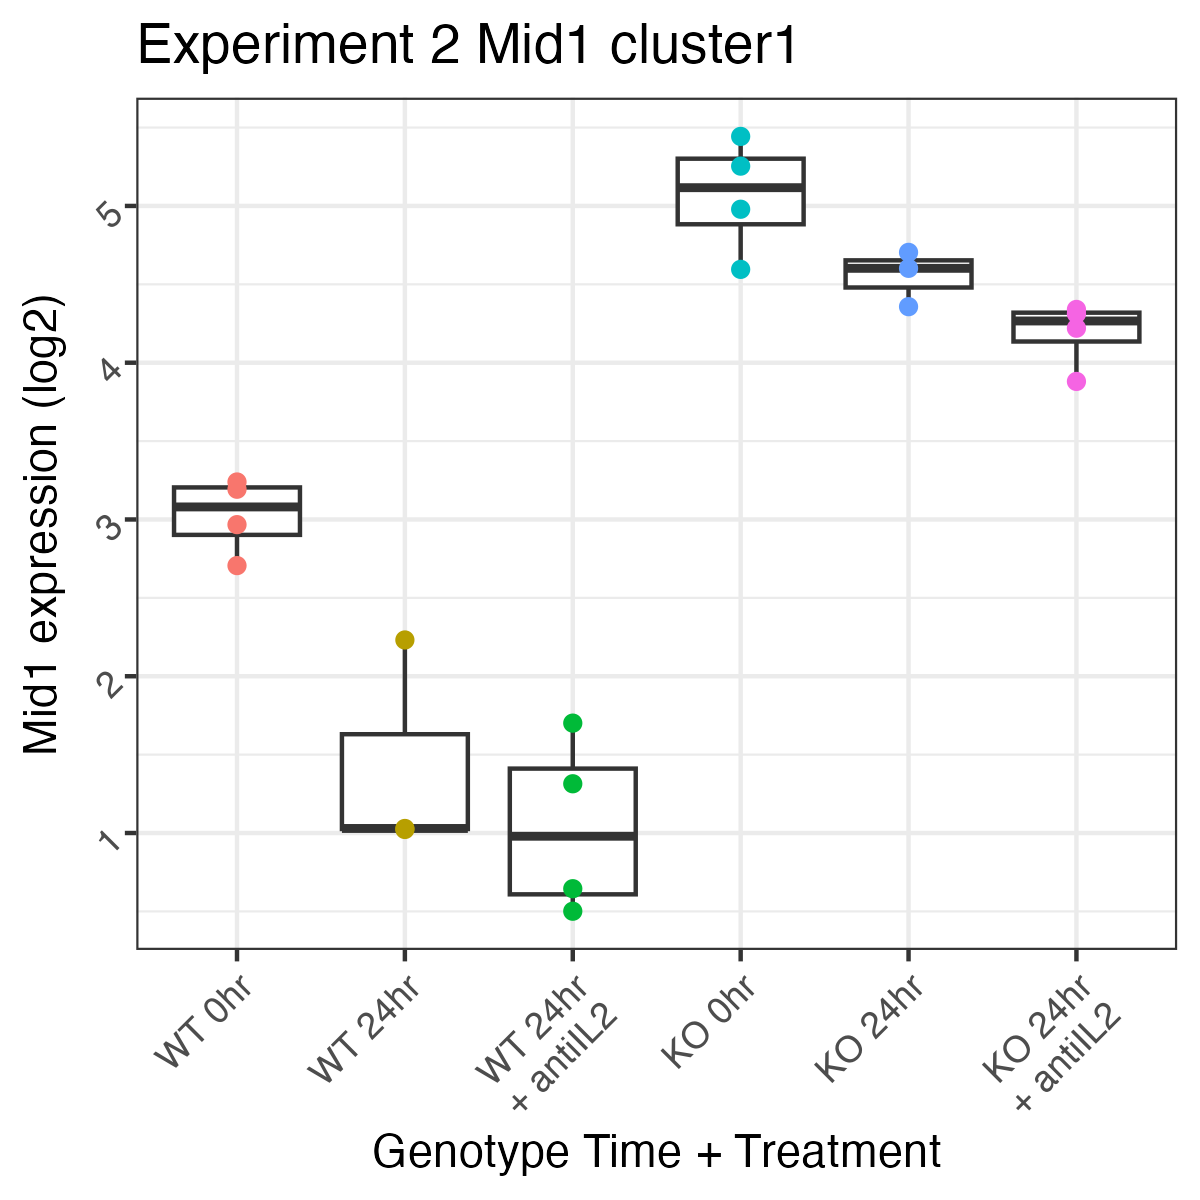 Experiment 2 Mid1 cluster1
Mid1 expression (log2)
5
4
3
2
1
WT 0hr
WT 24hr
WT 24hr
+ antiIL2
KO 0hr
KO 24hr
KO 24hr
+ antiIL2
Genotype Time + Treatment